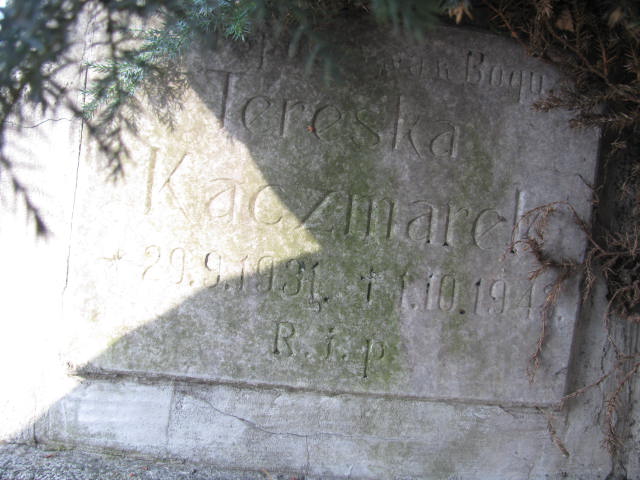 Bogu
Tereska
Kaczmarek
* 20.9.1931. † 1.10.194
R.i.p